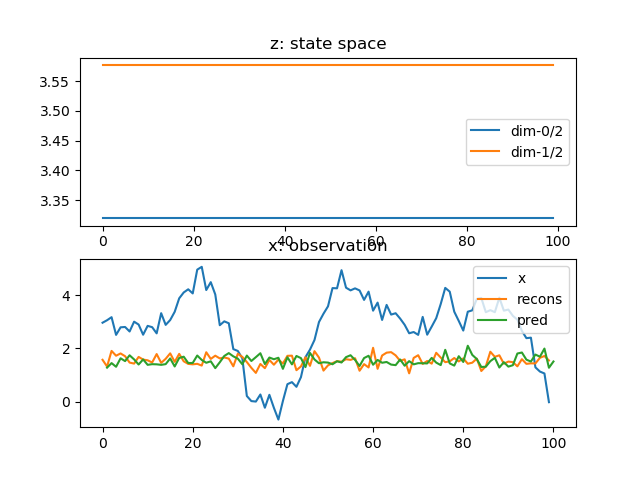 z: state space
3.55
3.50
3.45
3.40
3.35
dim-0/2
dim-1/2
0 20 40 60 80 100
x: observation
4
2
0
x
recons
pred
0 20 40 60 80 100